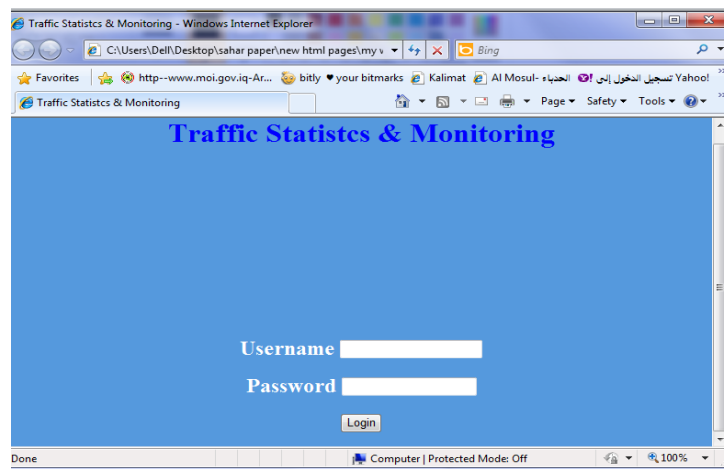 Traffic Statistcs & Monitoring - Windows Internet Explorer
C:\Users\Dell\Desktop\sahar paper\new html pages\my v
Bing
Favorites http--www.moi.gov.iq-Ar... bitly ♥ your bitmarks Kalimat Al Mosul- الحدباء تسجيل الدخول إلى Yahoo!
Traffic Statistcs & Monitoring Page Safety Tools
Traffic Statistcs & Monitoring
Username
Password
Login
Done Computer | Protected Mode: Off 100%